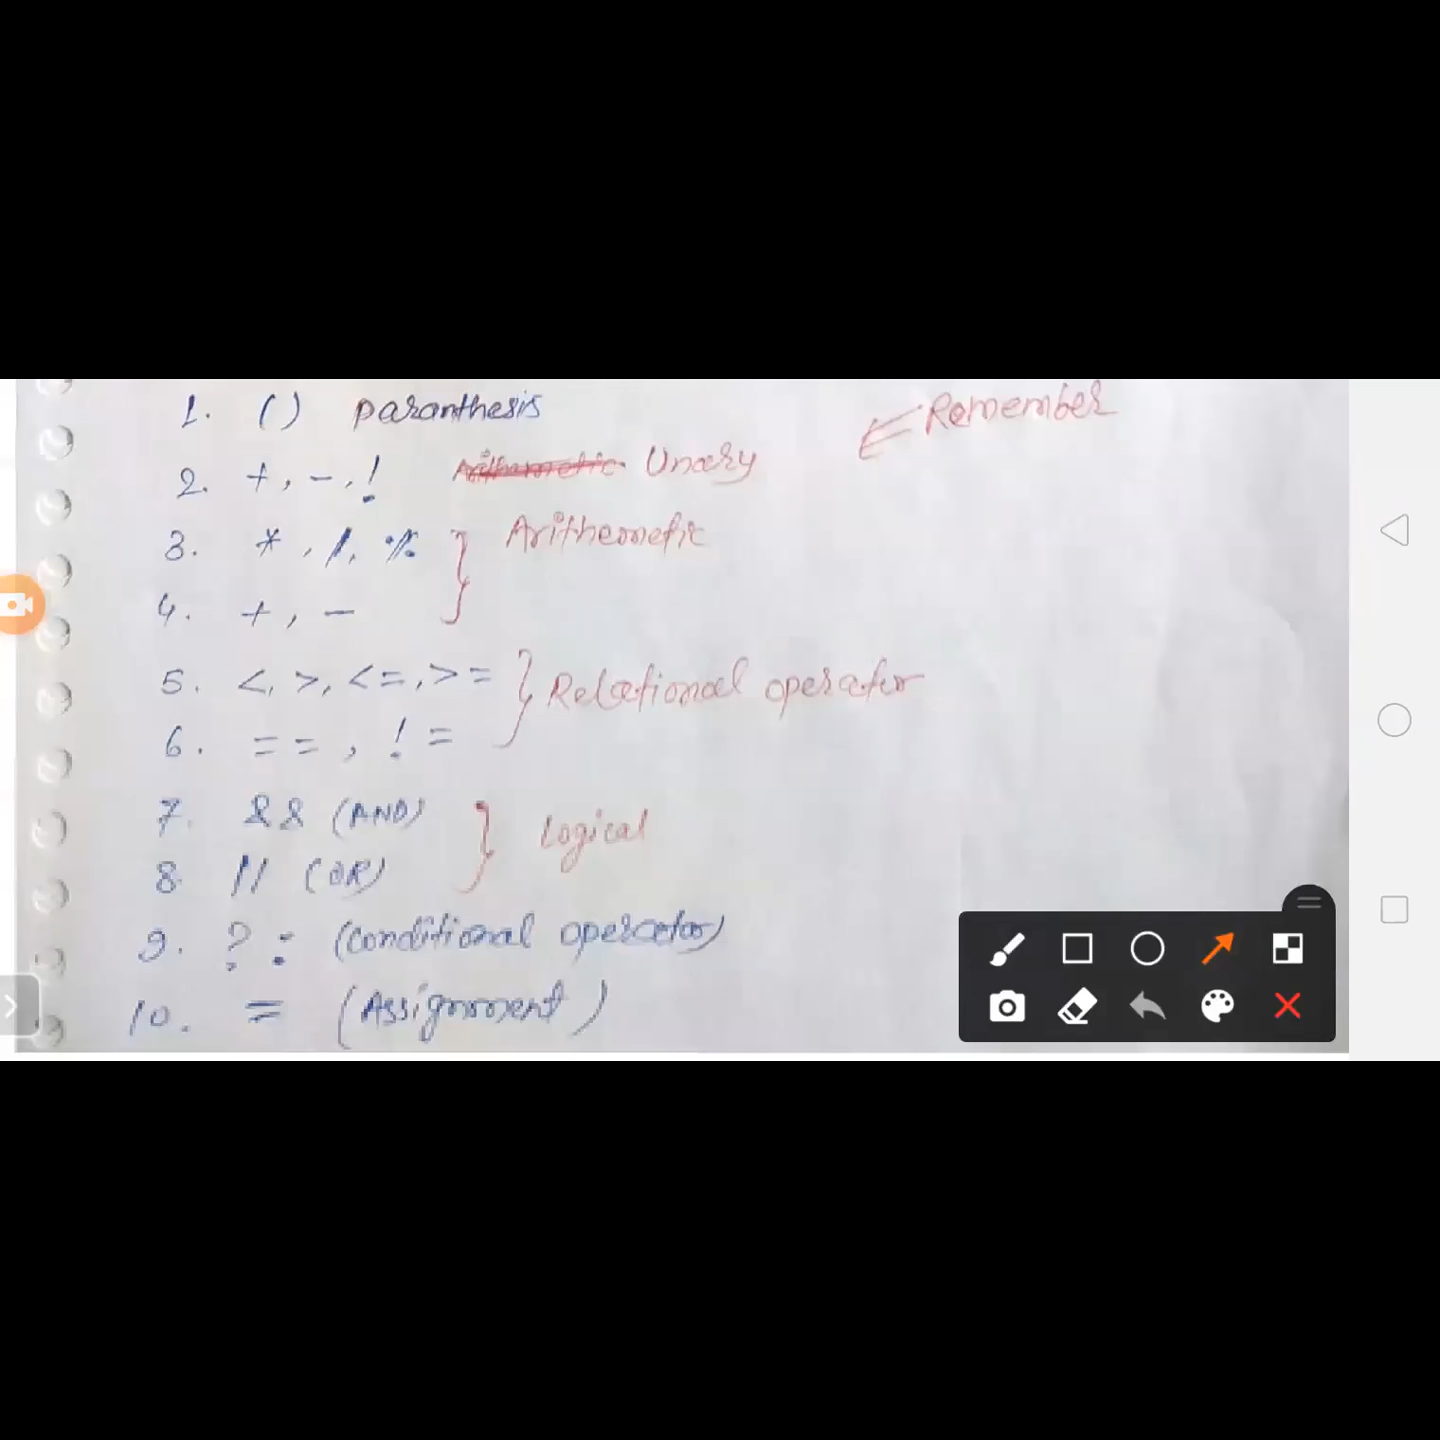 1. ( ) paranthesis
Remember
2. +, -, ! Arithemetic Unary
3. *, /, % } Arithemetic
4. +, -
5. <, >, <=, >= } Relational operator
6. ==, !=
7. && (AND) } Logical
8. || (OR)
9. ? : (conditional operator)
10. = (Assignment)